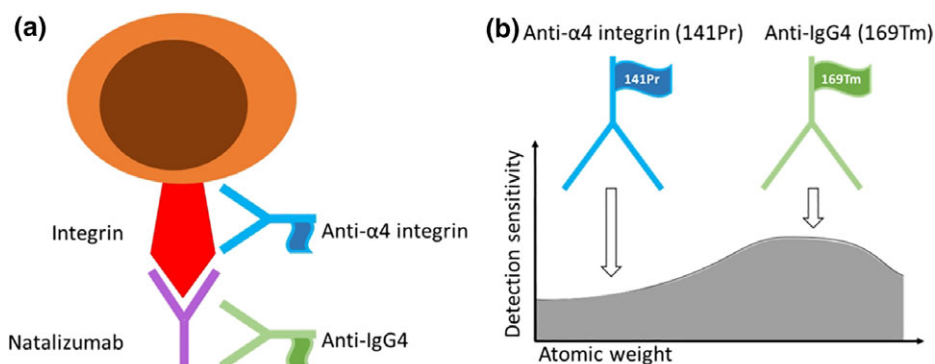 (a)
Integrin
Anti-α4 integrin
Natalizumab
Anti-IgG4
(b)
Anti-α4 integrin (141Pr)
Anti-IgG4 (169Tm)
141Pr
169Tm
Detection sensitivity
Atomic weight